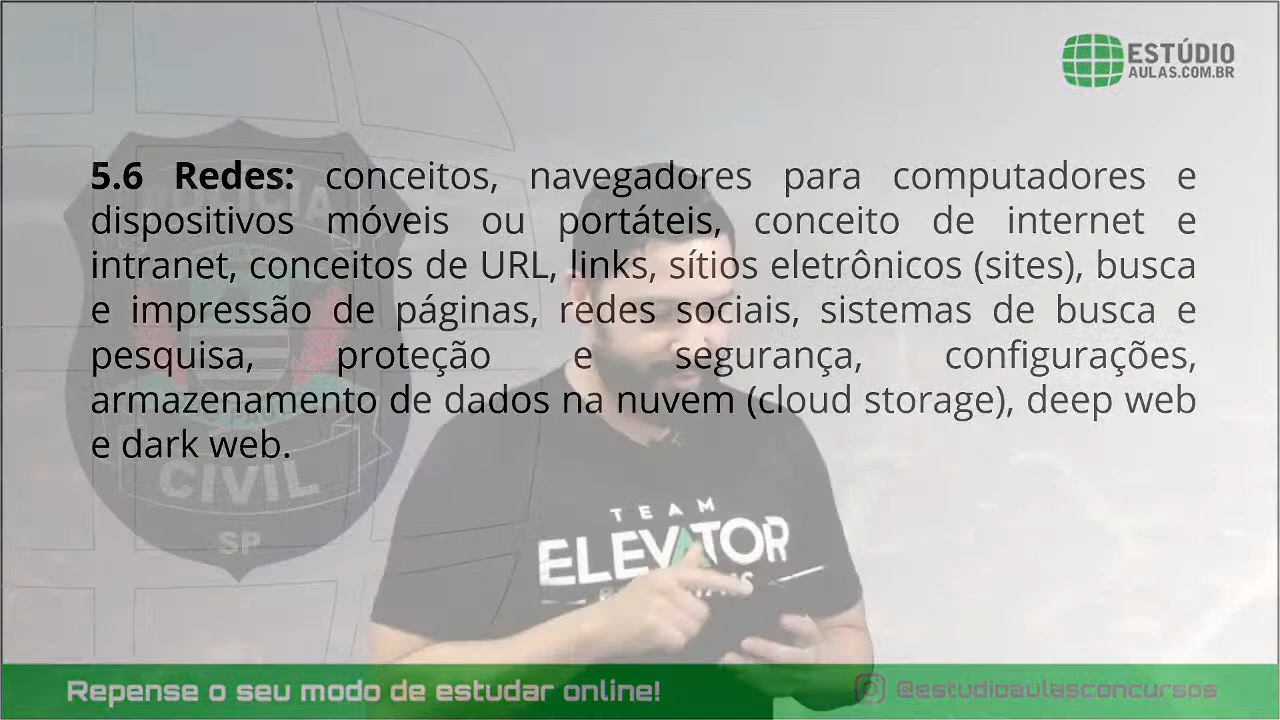 ESTÚDIO
AULAS.COM.BR
5.6 Redes: conceitos, navegadores para computadores e
dispositivos móveis ou portáteis, conceito de internet e
intranet, conceitos de URL, links, sítios eletrônicos (sites), busca
e impressão de páginas, redes sociais, sistemas de busca e
pesquisa, proteção e segurança, configurações,
armazenamento de dados na nuvem (cloud storage), deep web
e dark web.
CIVIL
SP
TEAM
ELEVATOR
Repense o seu modo de estudar online!
@estudioaulasconcursos